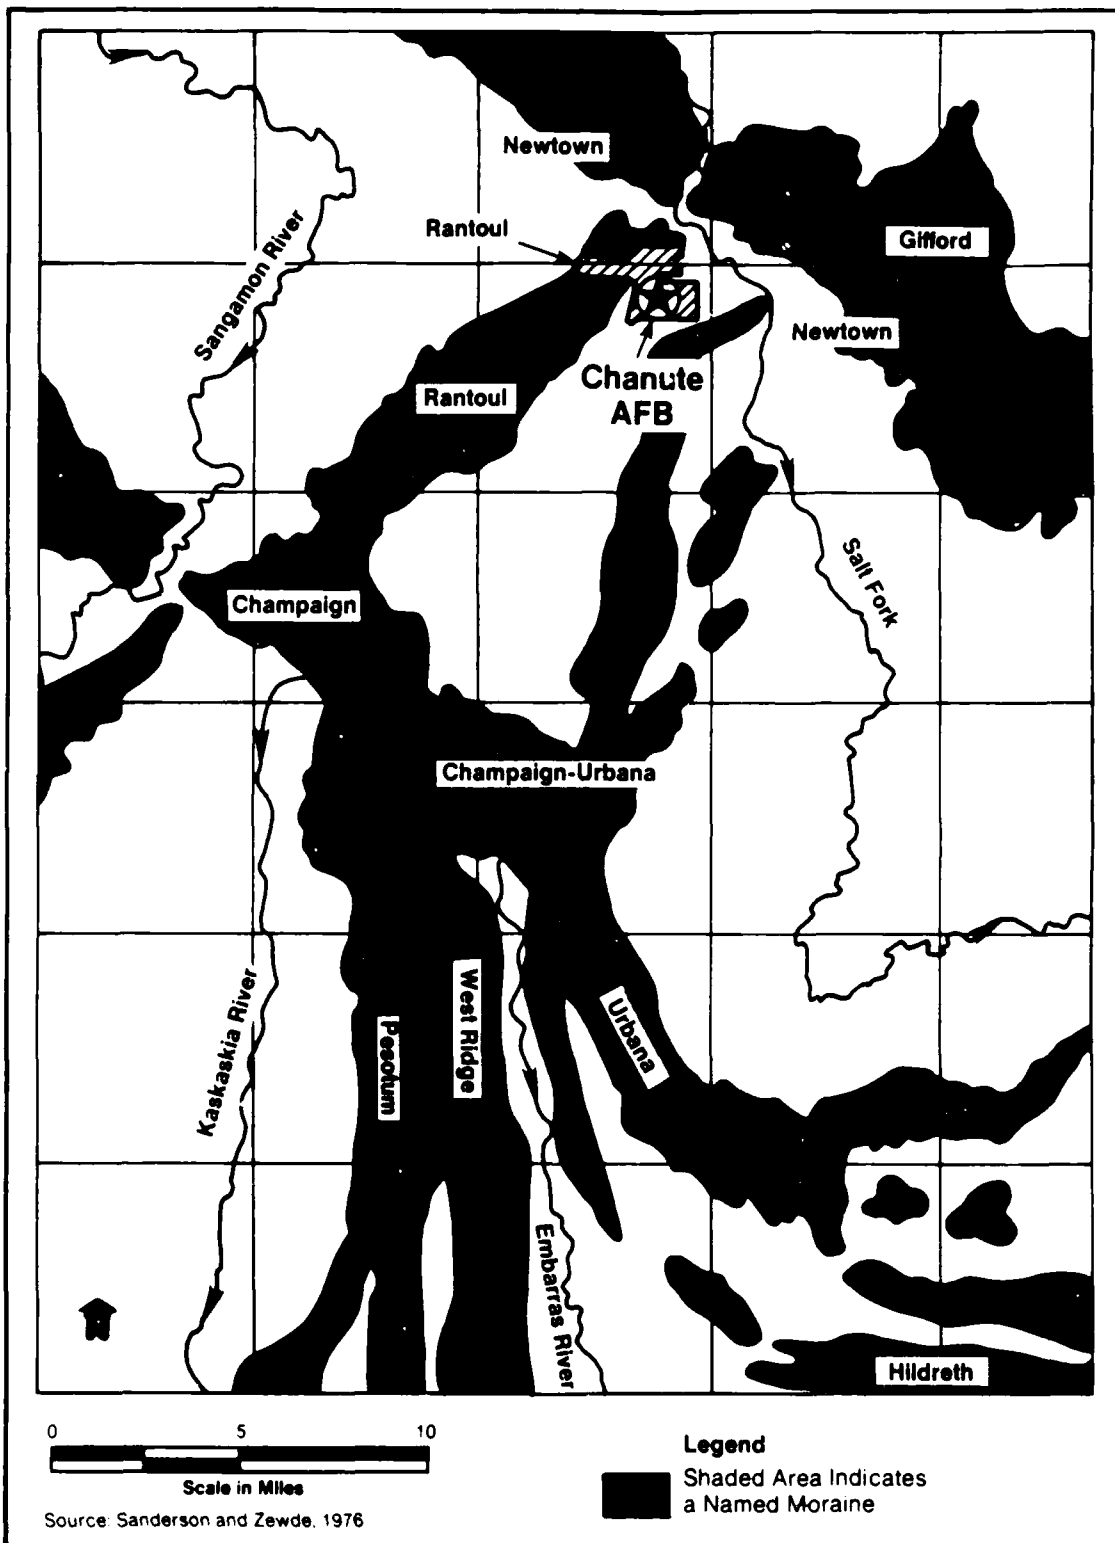 Newtown
Rantoul
Gifford
Sangamon River
Newtown
Chanute
AFB
Rantoul
Salt Fork
Champaign
Champaign-Urbana
West Ridge
Urbana
Kaskaskia River
Pesotum
Embarras River
N
Hildreth
0 5 10
Scale in Miles
Legend
Shaded Area Indicates
a Named Moraine
Source: Sanderson and Zewde, 1976